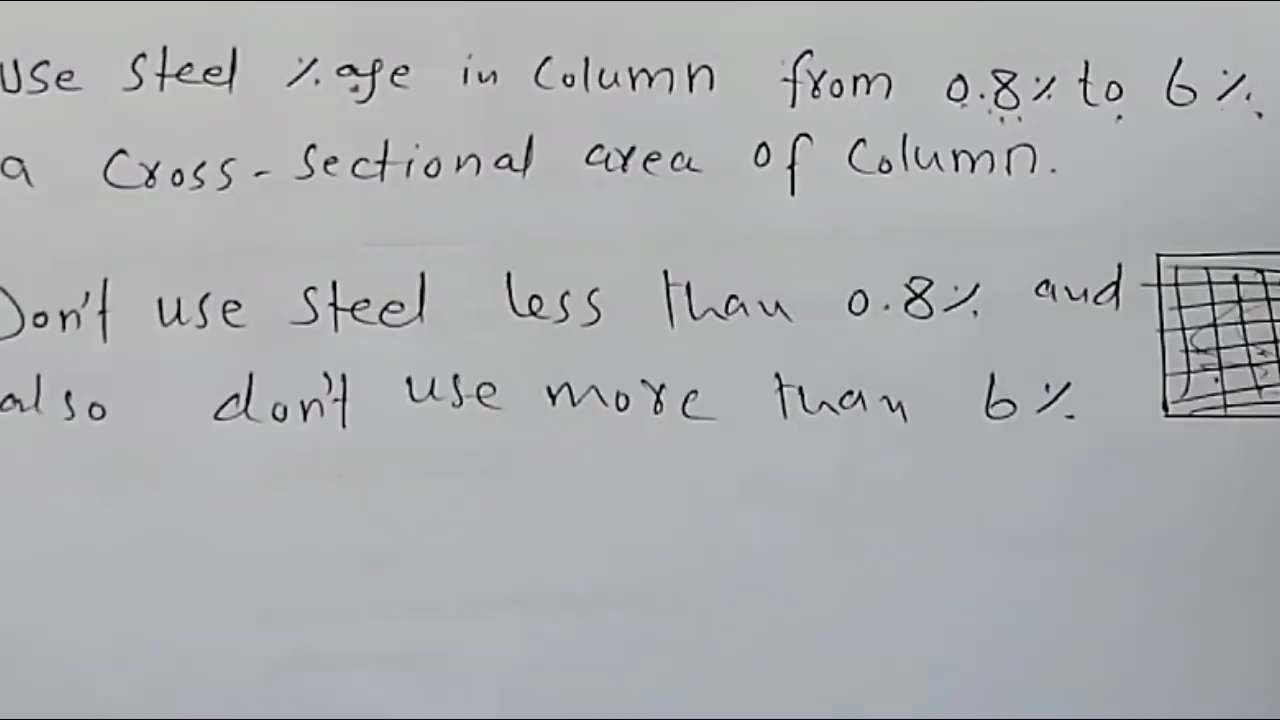 use steel %age in column from 0.8% to 6%.
a cross-sectional area of column.
Don't use steel less than 0.8% and
also don't use more than 6%.